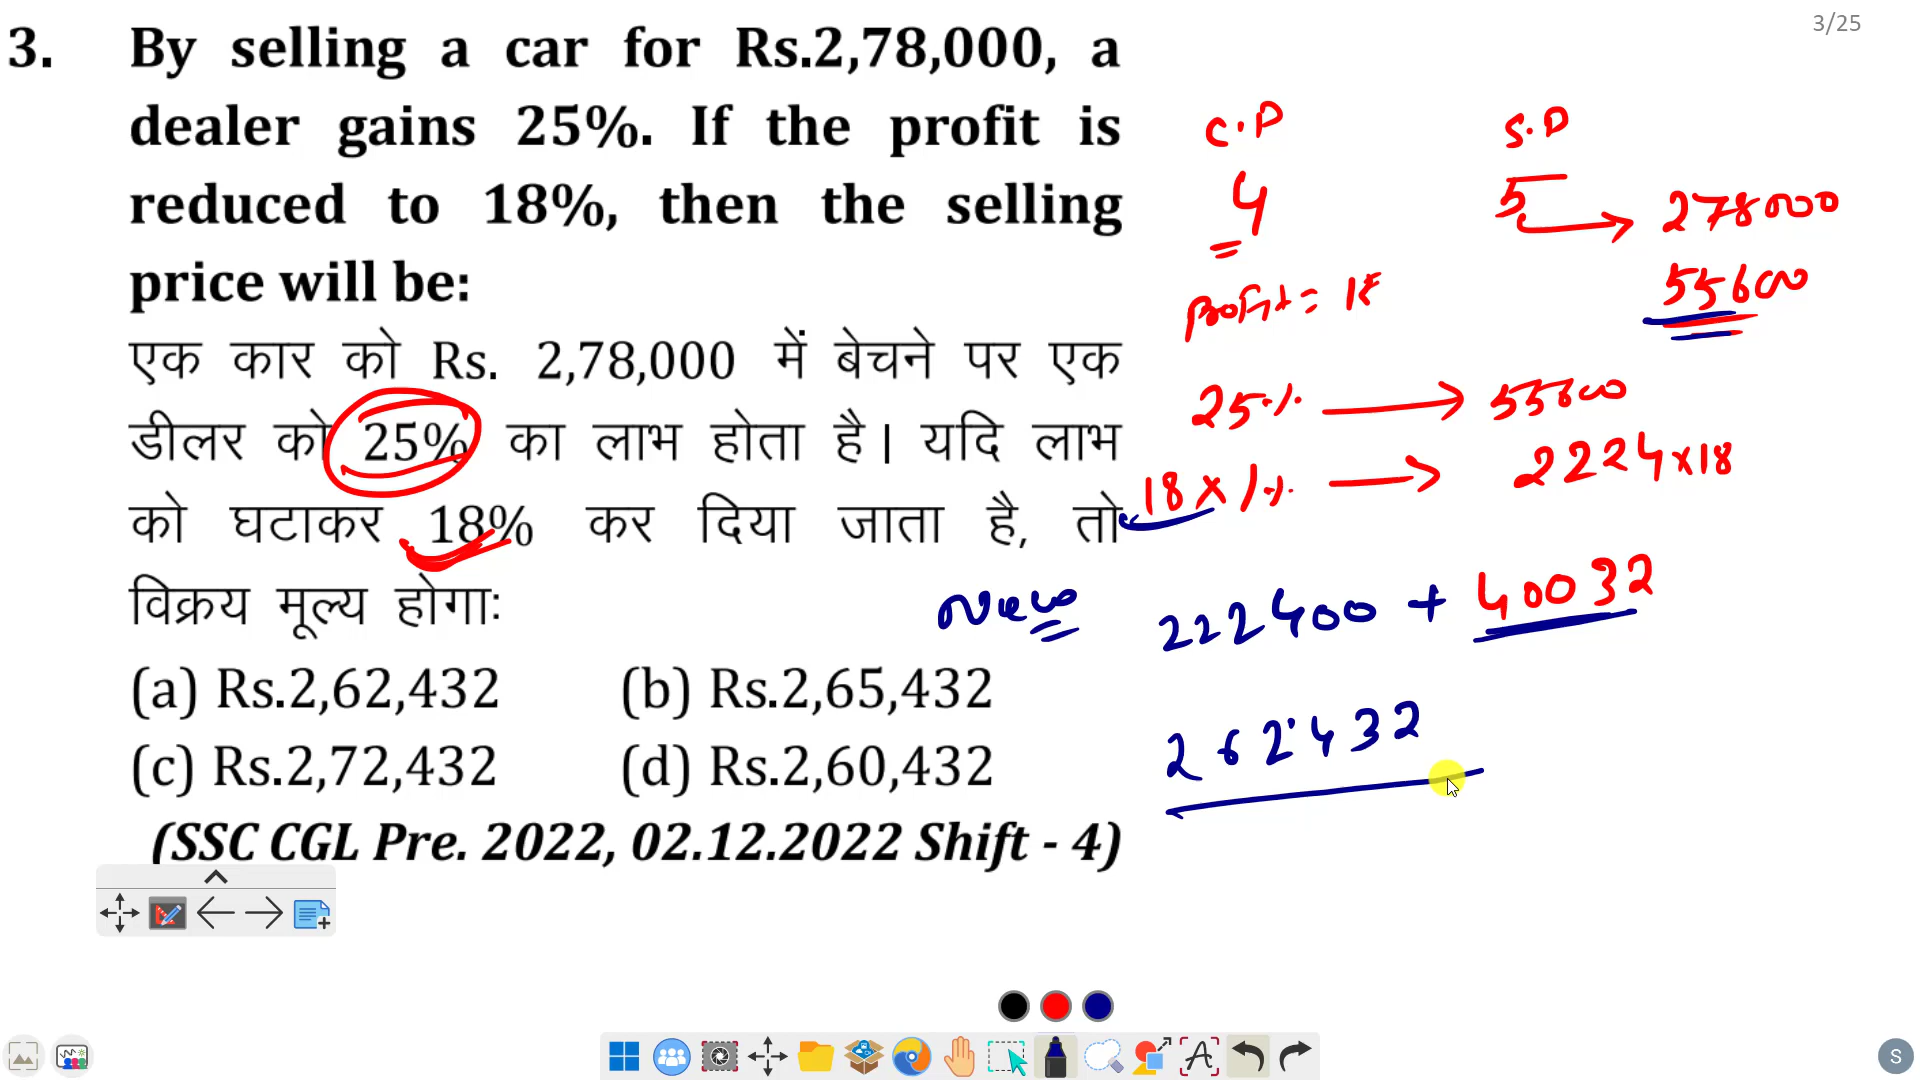 3/25
3. By selling a car for Rs.2,78,000, a
dealer gains 25%. If the profit is
reduced to 18%, then the selling
price will be:
एक कार को Rs. 2,78,000 में बेचने पर एक
डीलर को 25% का लाभ होता है। यदि लाभ
को घटाकर 18% कर दिया जाता है, तो
विक्रय मूल्य होगाः
(a) Rs.2,62,432 (b) Rs.2,65,432
(c) Rs.2,72,432 (d) Rs.2,60,432
(SSC CGL Pre. 2022, 02.12.2022 Shift - 4)
C.P S.P
4 5 → 278000
55600
Profit = 1₹
25% → 55600
18 x 1% → 2224x18
222400 + 40032
262432
S